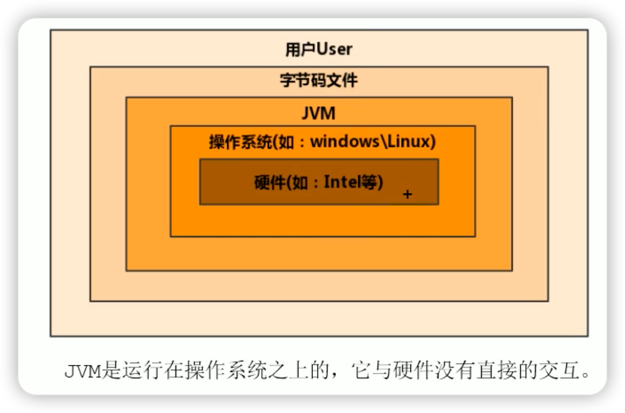 用户User
字节码文件
JVM
操作系统(如：windows\Linux)
硬件(如：Intel等)
JVM是运行在操作系统之上的，它与硬件没有直接的交互。